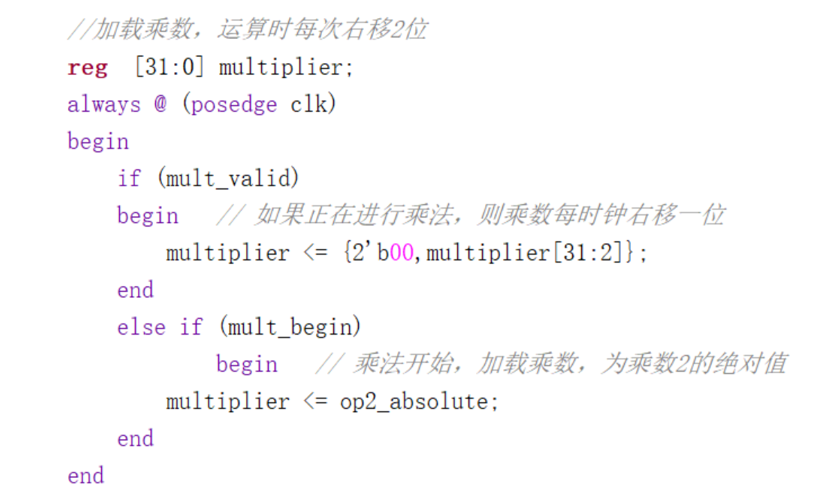 //加载乘数，运算时每次右移2位
reg  [31:0] multiplier;
always @ (posedge clk)
begin
    if (mult_valid)
    begin   // 如果正在进行乘法，则乘数每时钟右移一位
        multiplier <= {2'b00,multiplier[31:2]};
    end
    else if (mult_begin)
            begin   // 乘法开始，加载乘数，为乘数2的绝对值
        multiplier <= op2_absolute;
    end
end